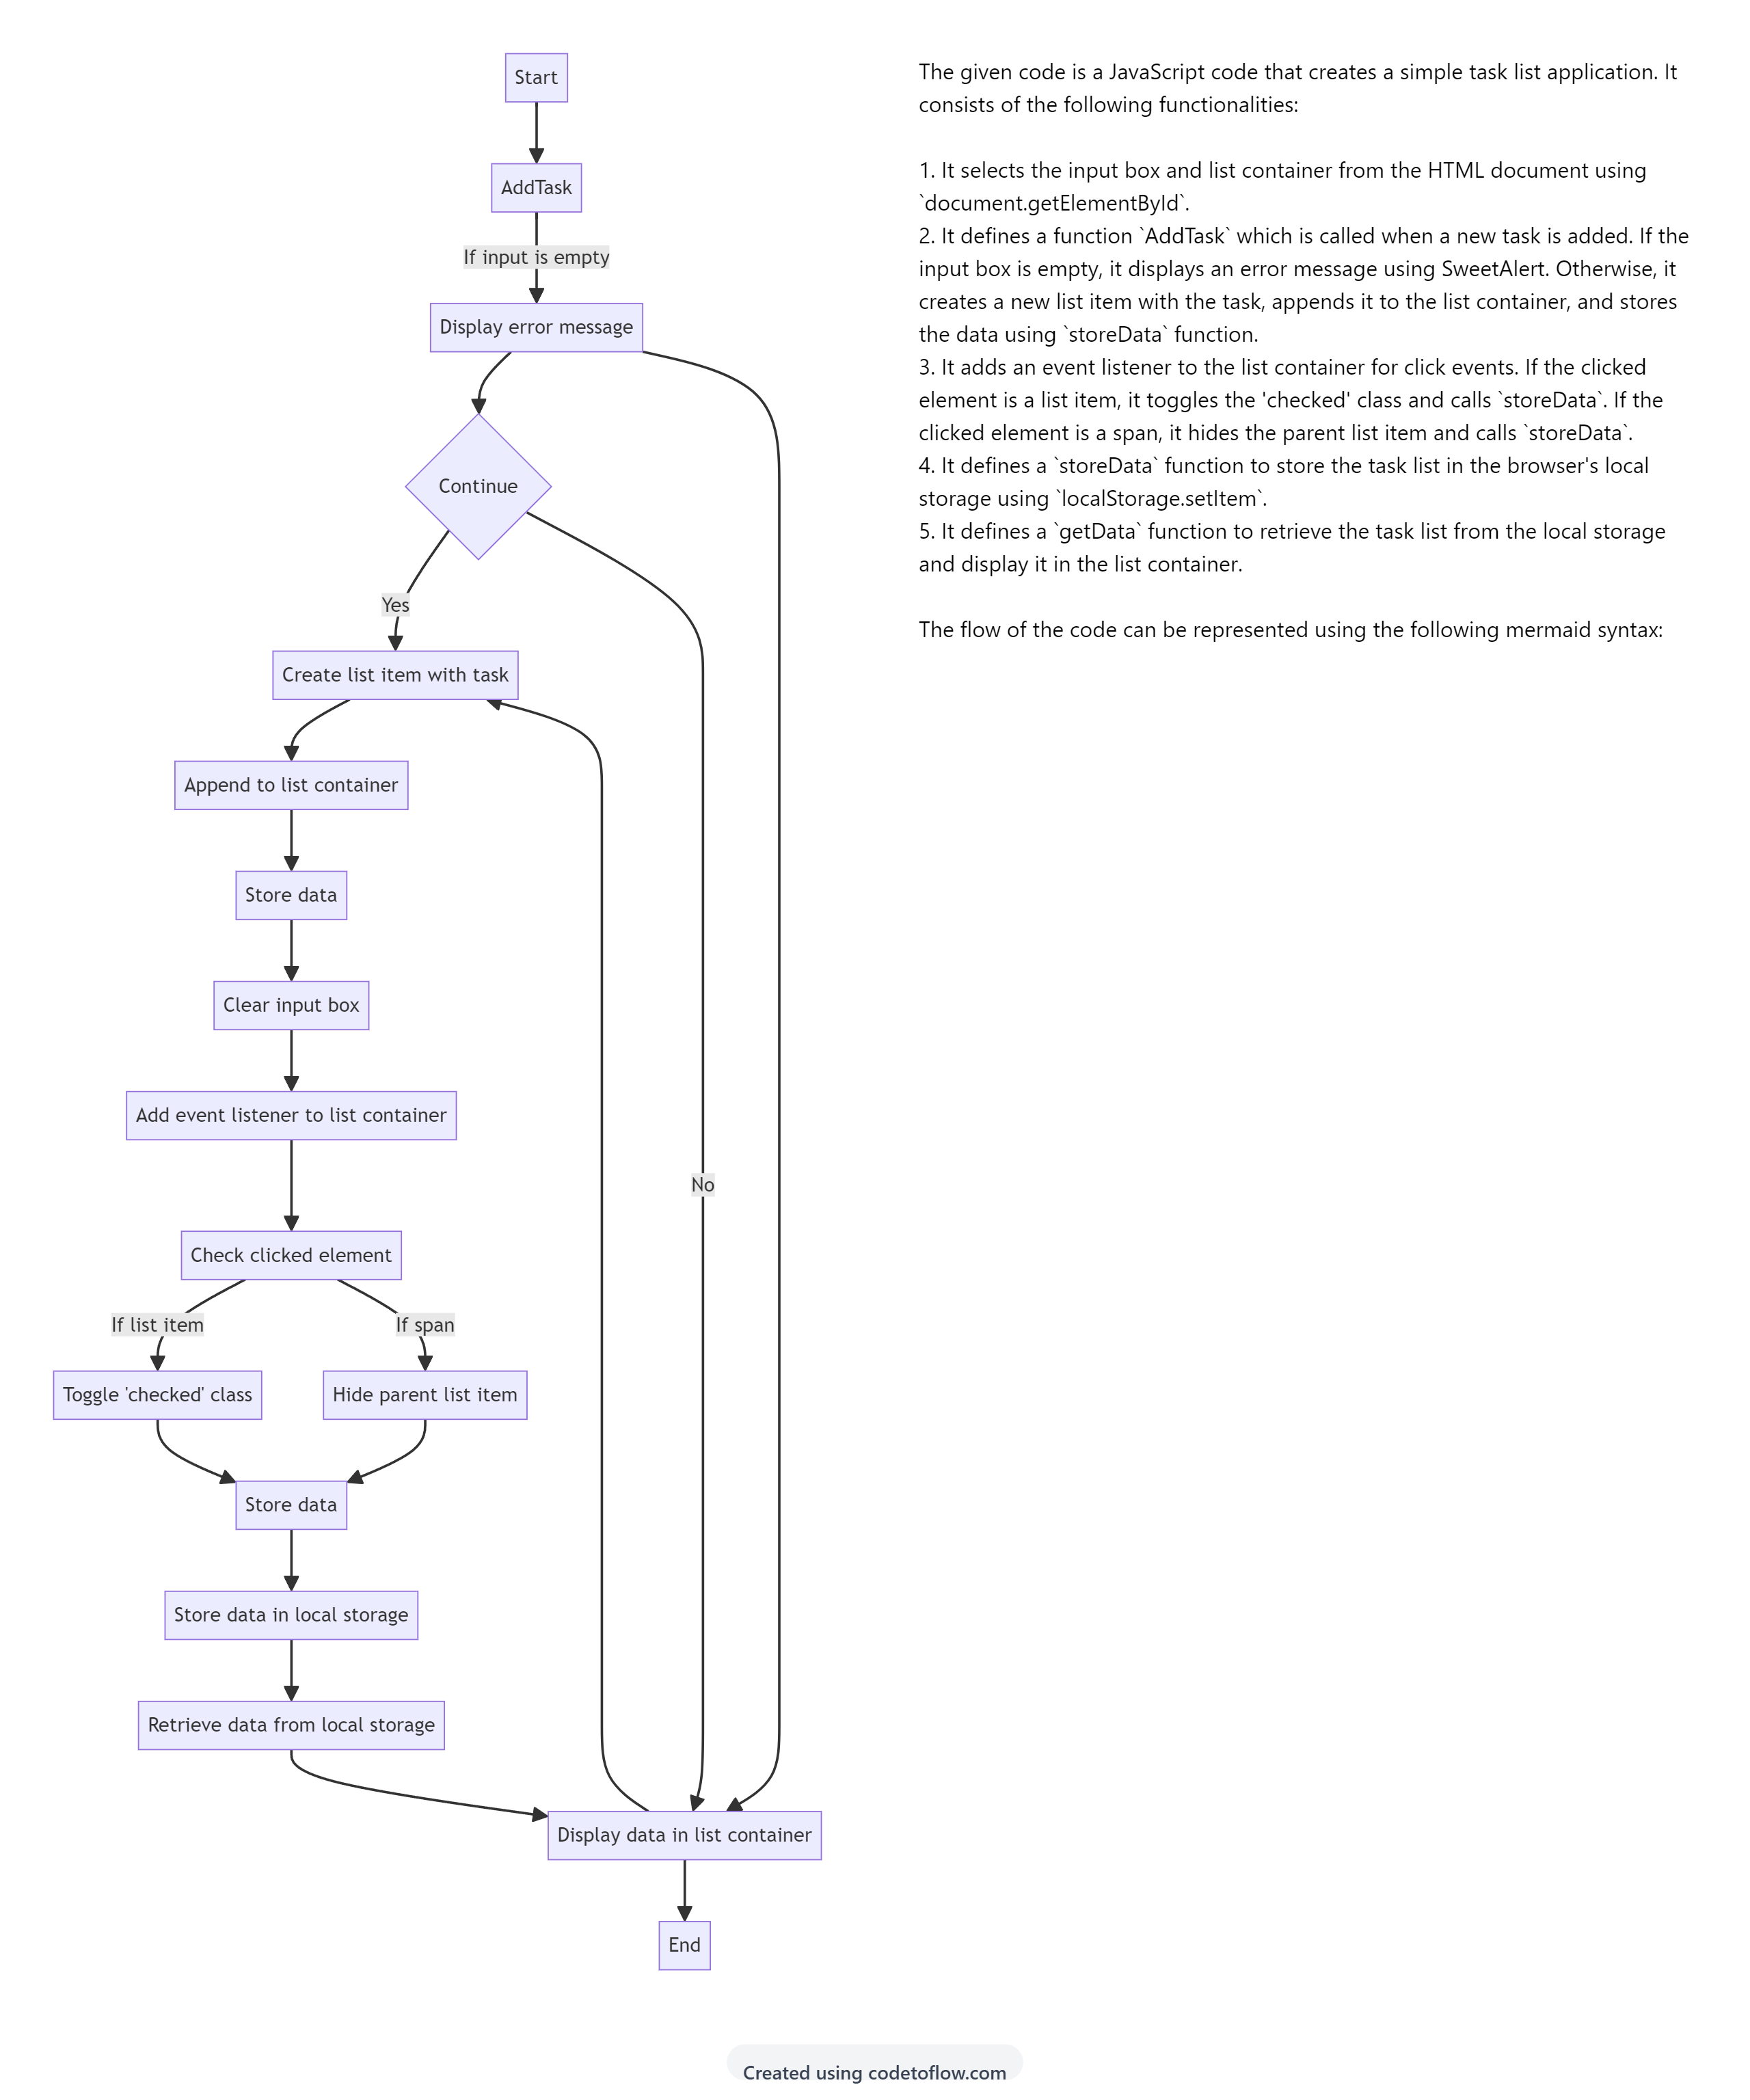 Start
AddTask
If input is empty
Display error message
Continue
Yes
Create list item with task
Append to list container
Store data
Clear input box
Add event listener to list container
No
Check clicked element
If list item
If span
Toggle 'checked' class
Hide parent list item
Store data
Store data in local storage
Retrieve data from local storage
Display data in list container
End
The given code is a JavaScript code that creates a simple task list application. It
consists of the following functionalities:
1. It selects the input box and list container from the HTML document using
`document.getElementById`.
2. It defines a function `AddTask` which is called when a new task is added. If the
input box is empty, it displays an error message using SweetAlert. Otherwise, it
creates a new list item with the task, appends it to the list container, and stores
the data using `storeData` function.
3. It adds an event listener to the list container for click events. If the clicked
element is a list item, it toggles the 'checked' class and calls `storeData`. If the
clicked element is a span, it hides the parent list item and calls `storeData`.
4. It defines a `storeData` function to store the task list in the browser's local
storage using `localStorage.setItem`.
5. It defines a `getData` function to retrieve the task list from the local storage
and display it in the list container.
The flow of the code can be represented using the following mermaid syntax:
Created using codetoflow.com